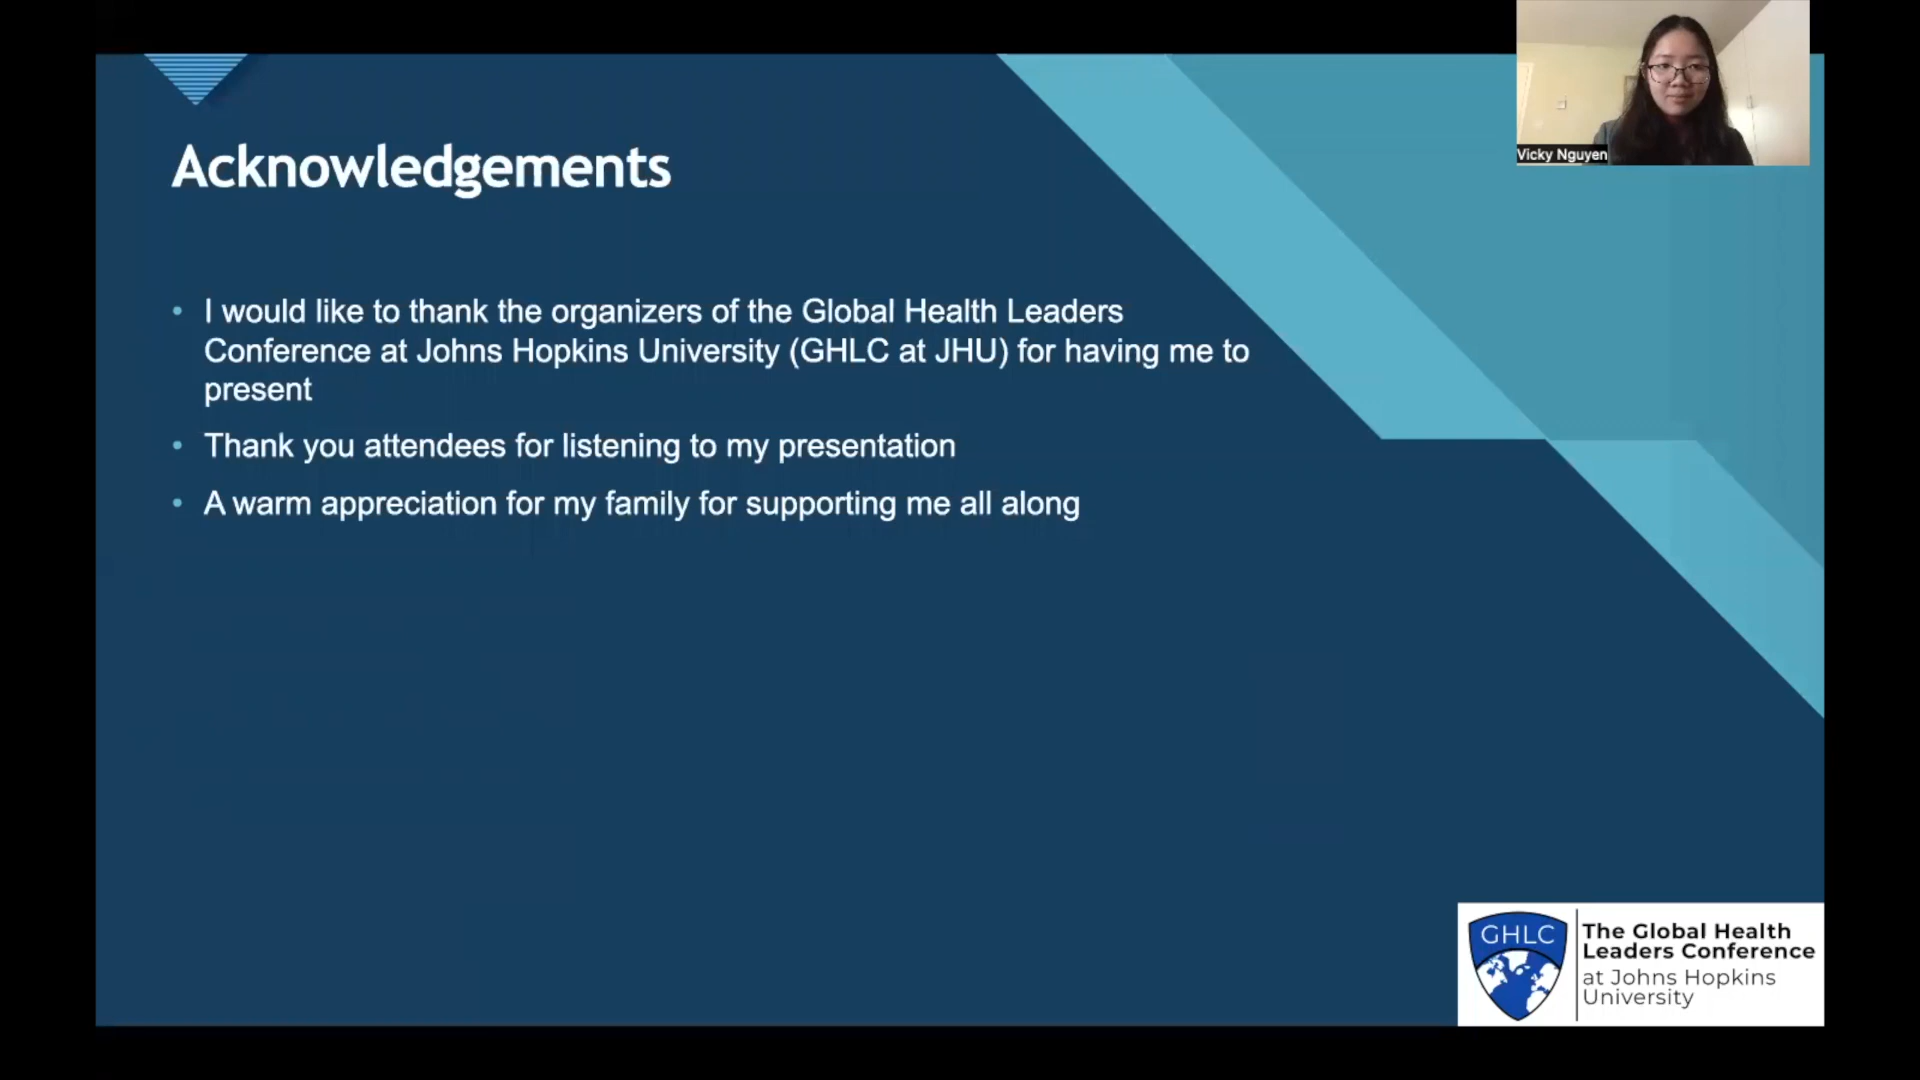 Vicky Nguyen
Acknowledgements
• I would like to thank the organizers of the Global Health Leaders
Conference at Johns Hopkins University (GHLC at JHU) for having me to
present
• Thank you attendees for listening to my presentation
• A warm appreciation for my family for supporting me all along
GHLC
The Global Health
Leaders Conference
at Johns Hopkins
University